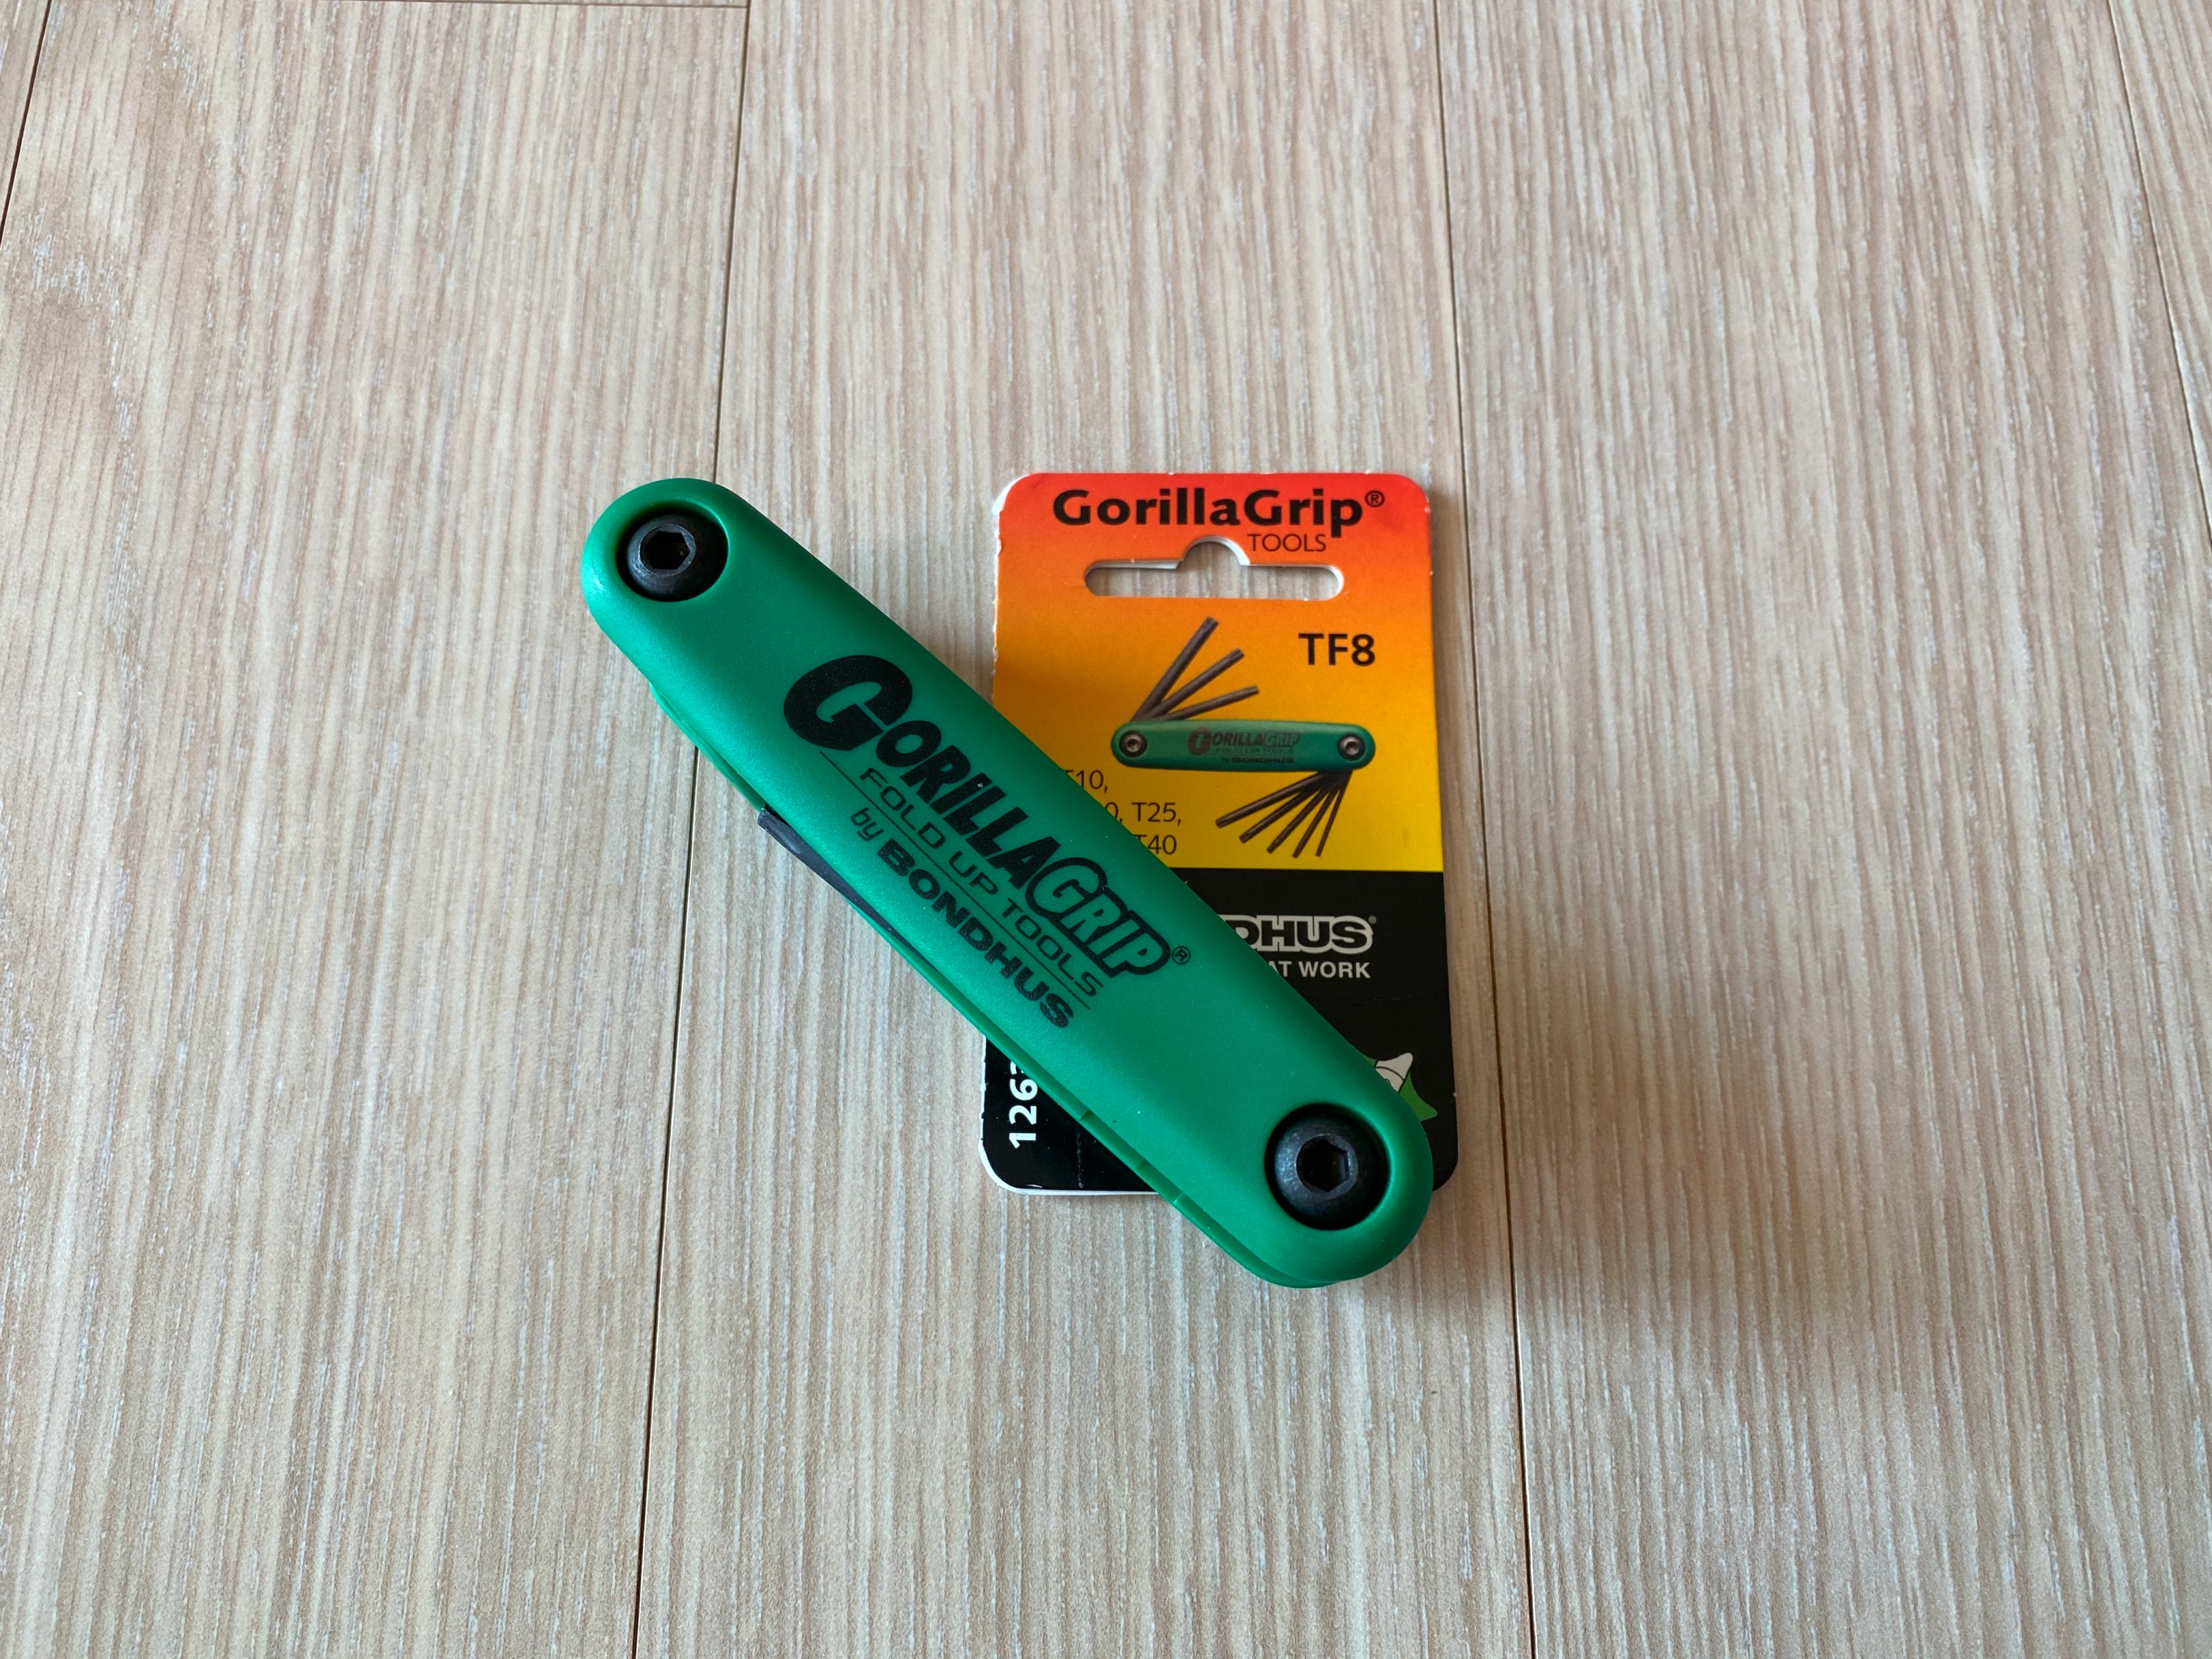 GorillaGrip®
TOOLS
TF8
GORILLAGRIP
FOLD UP TOOLS
by BONDHUS
T10,
T25,
T40
GORILLAGRIP®
FOLD UP TOOLS
by BONDHUS
AT WORK